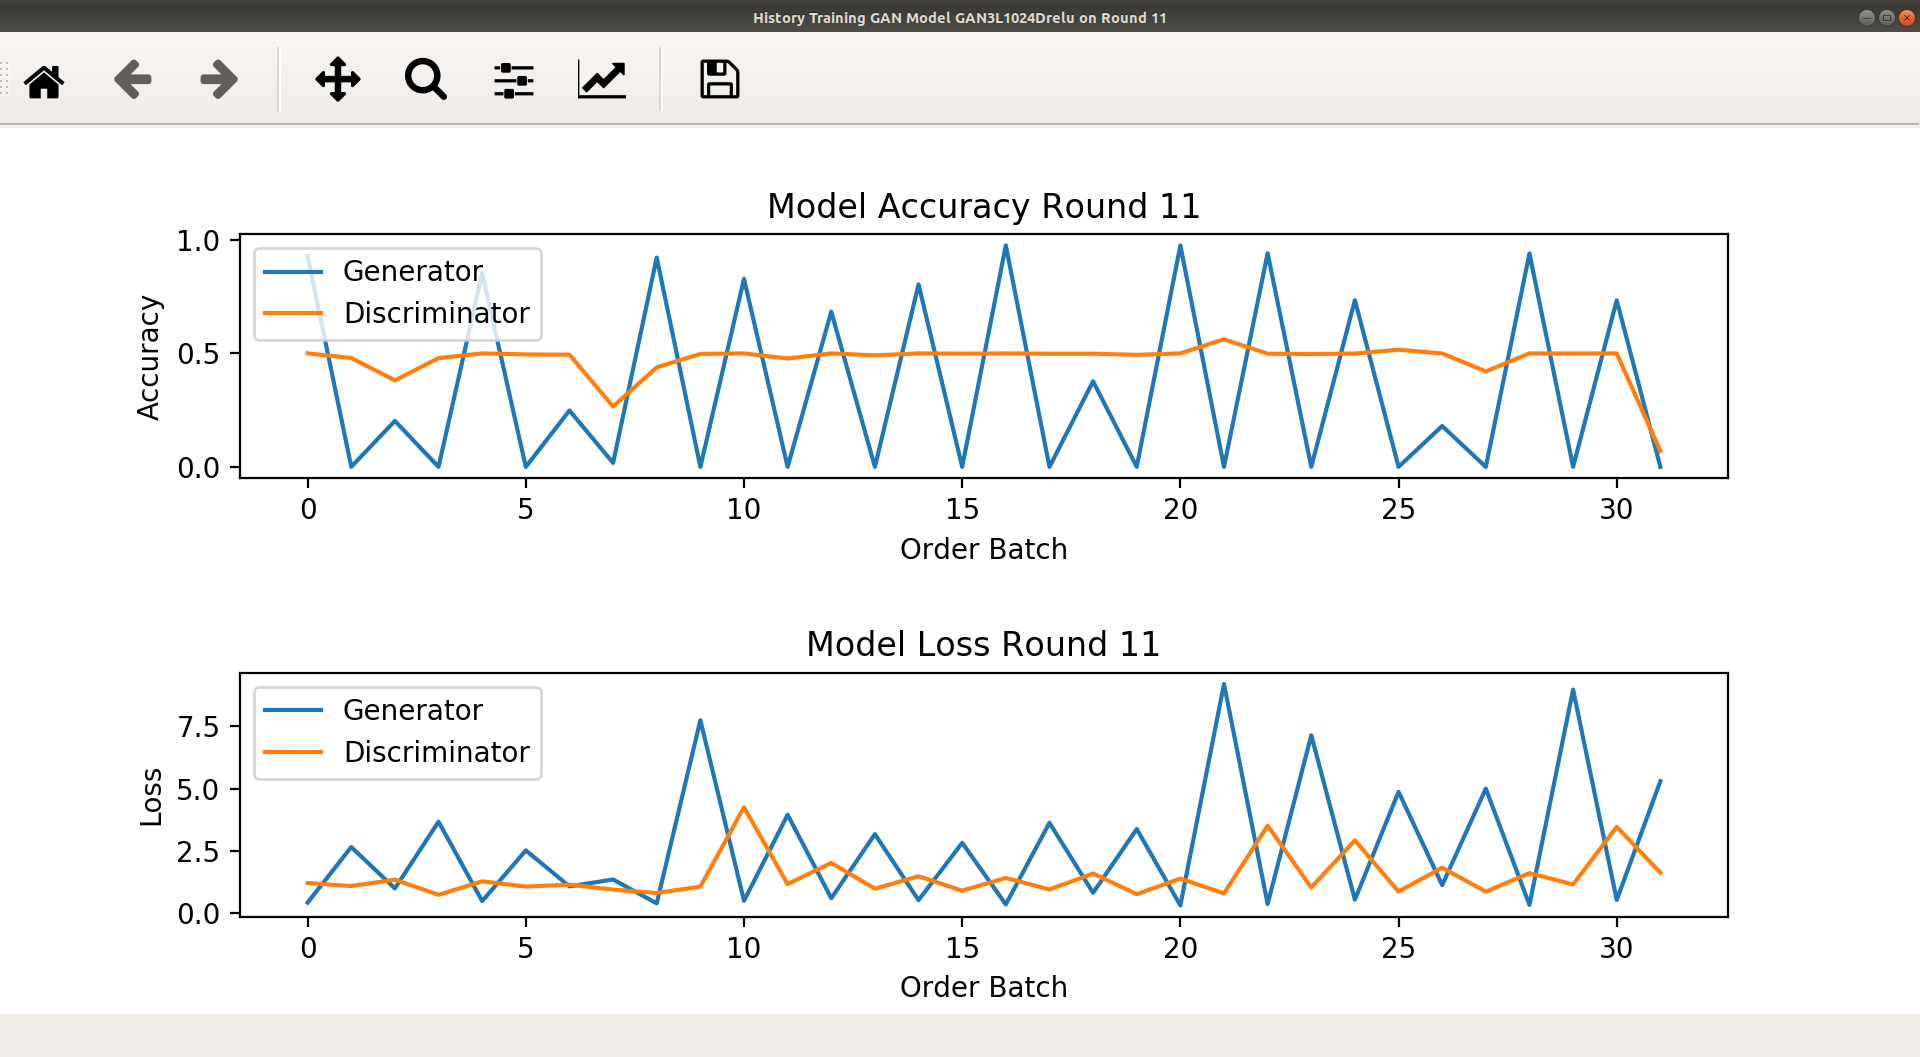 History Training GAN Model GAN3L1024Drelu on Round 11
Model Accuracy Round 11
1.0
0.5
0.0
Accuracy
Generator
Discriminator
0 5 10 15 20 25 30
Order Batch
Model Loss Round 11
7.5
5.0
2.5
0.0
Loss
Generator
Discriminator
0 5 10 15 20 25 30
Order Batch